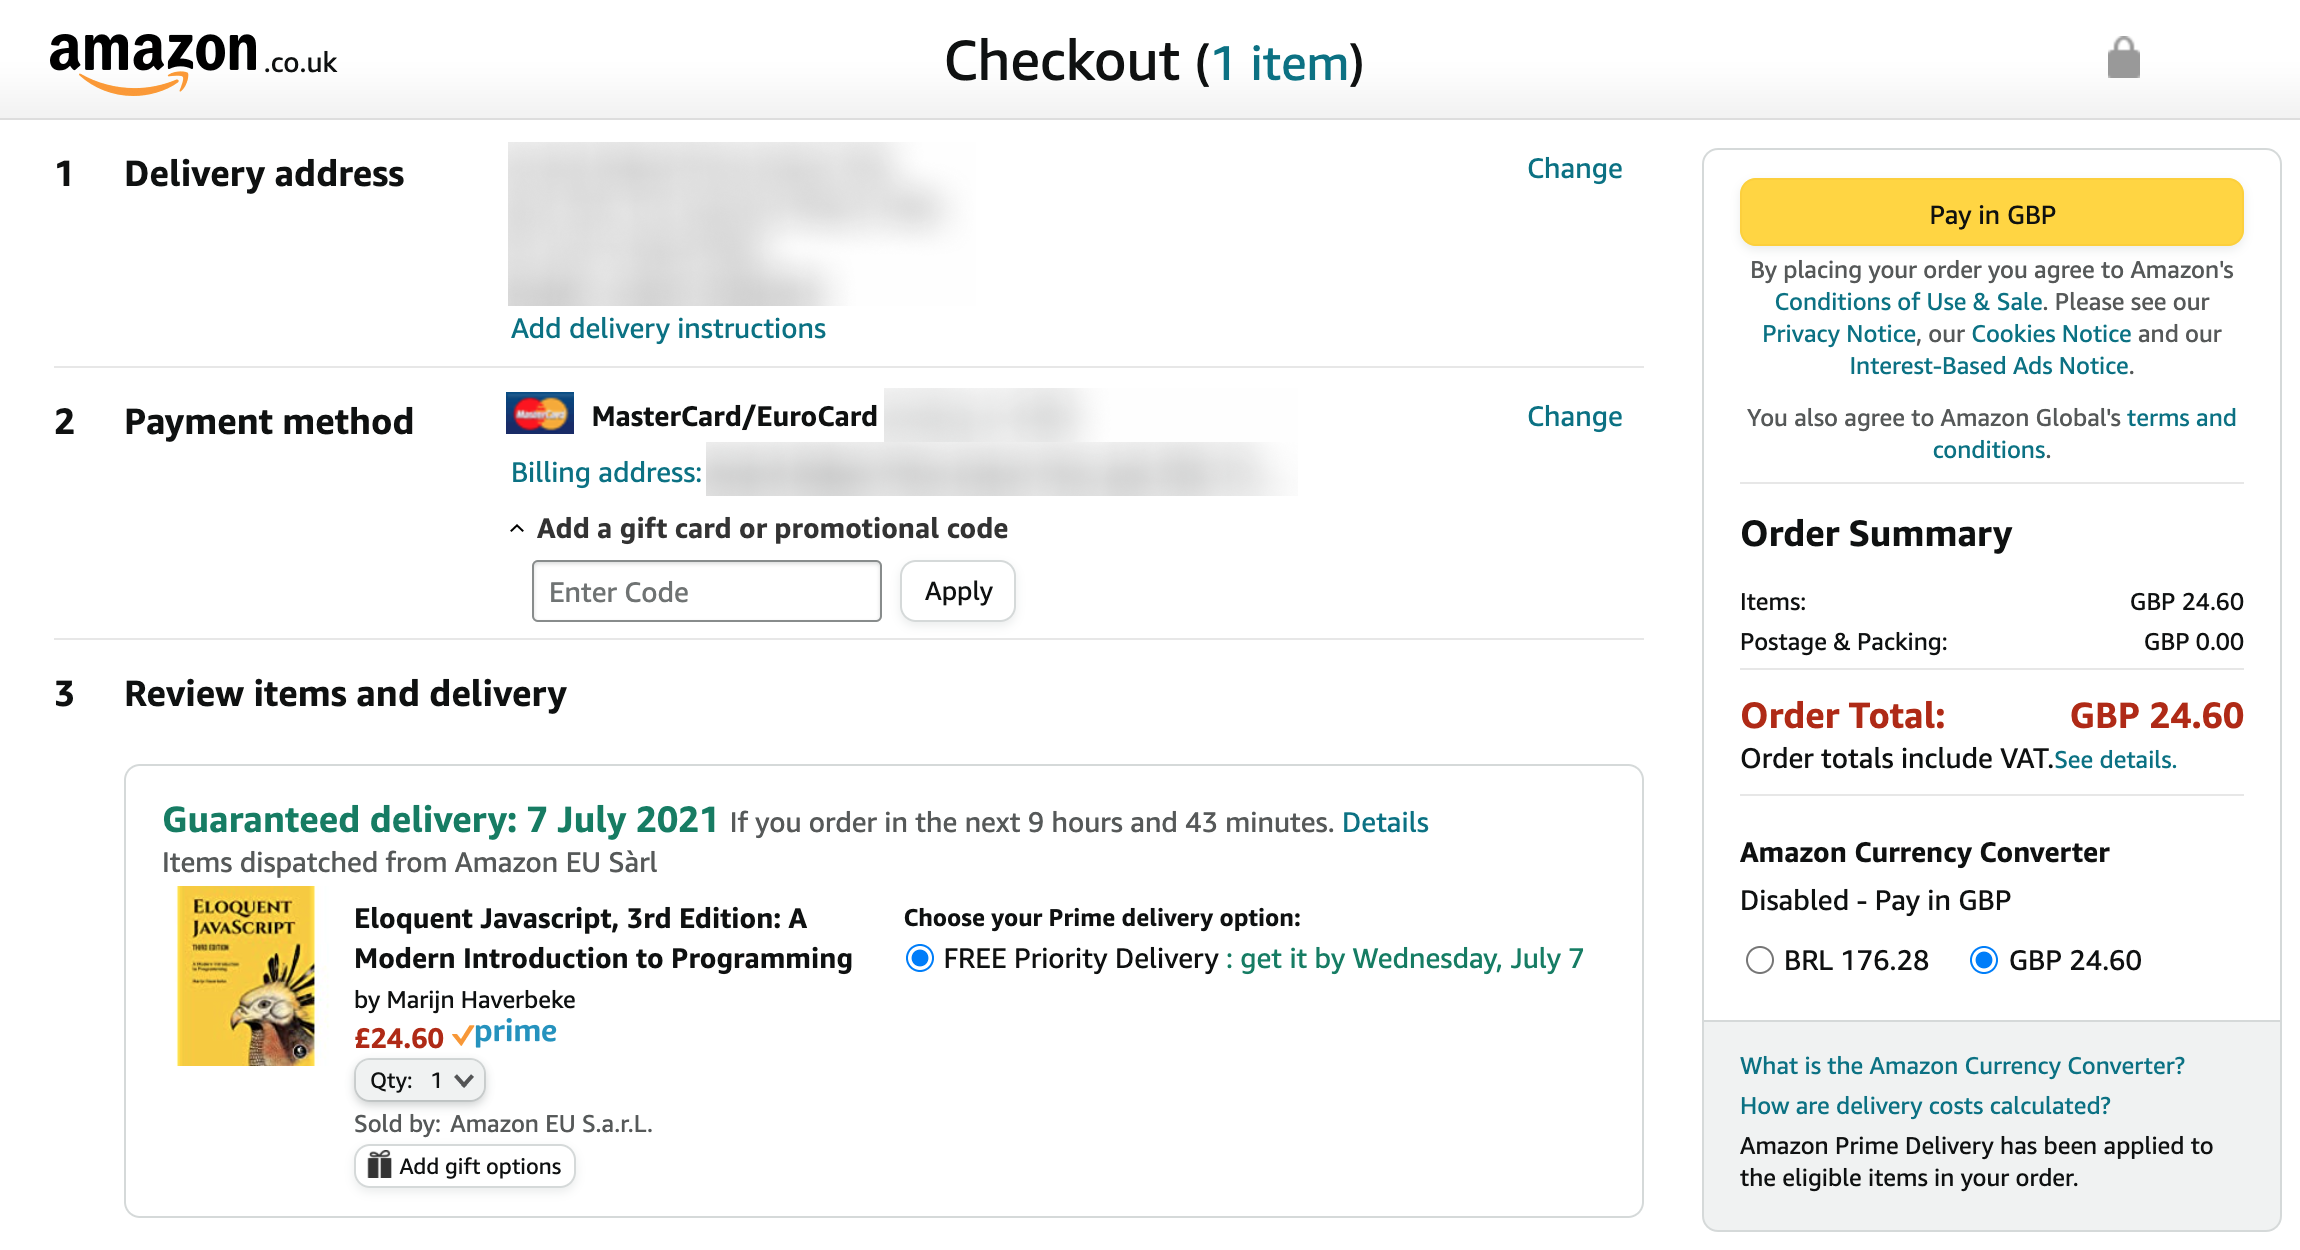 amazon.co.uk
Checkout (1 item)
1 Delivery address
Change
Add delivery instructions
2 Payment method
MasterCard/EuroCard
Change
Billing address:
Add a gift card or promotional code
Enter Code
Apply
3 Review items and delivery
Guaranteed delivery: 7 July 2021 If you order in the next 9 hours and 43 minutes. Details
Items dispatched from Amazon EU Sàrl
ELOQUENT
JAVASCRIPT
THIRD EDITION
Eloquent Javascript, 3rd Edition: A
Modern Introduction to Programming
by Marijn Haverbeke
£24.60 prime
Qty: 1
Sold by: Amazon EU S.a.r.L.
Add gift options
Choose your Prime delivery option:
FREE Priority Delivery : get it by Wednesday, July 7
Pay in GBP
By placing your order you agree to Amazon's
Conditions of Use & Sale. Please see our
Privacy Notice, our Cookies Notice and our
Interest-Based Ads Notice.
You also agree to Amazon Global's terms and
conditions.
Order Summary
Items: GBP 24.60
Postage & Packing: GBP 0.00
Order Total: GBP 24.60
Order totals include VAT.See details.
Amazon Currency Converter
Disabled - Pay in GBP
BRL 176.28 GBP 24.60
What is the Amazon Currency Converter?
How are delivery costs calculated?
Amazon Prime Delivery has been applied to
the eligible items in your order.